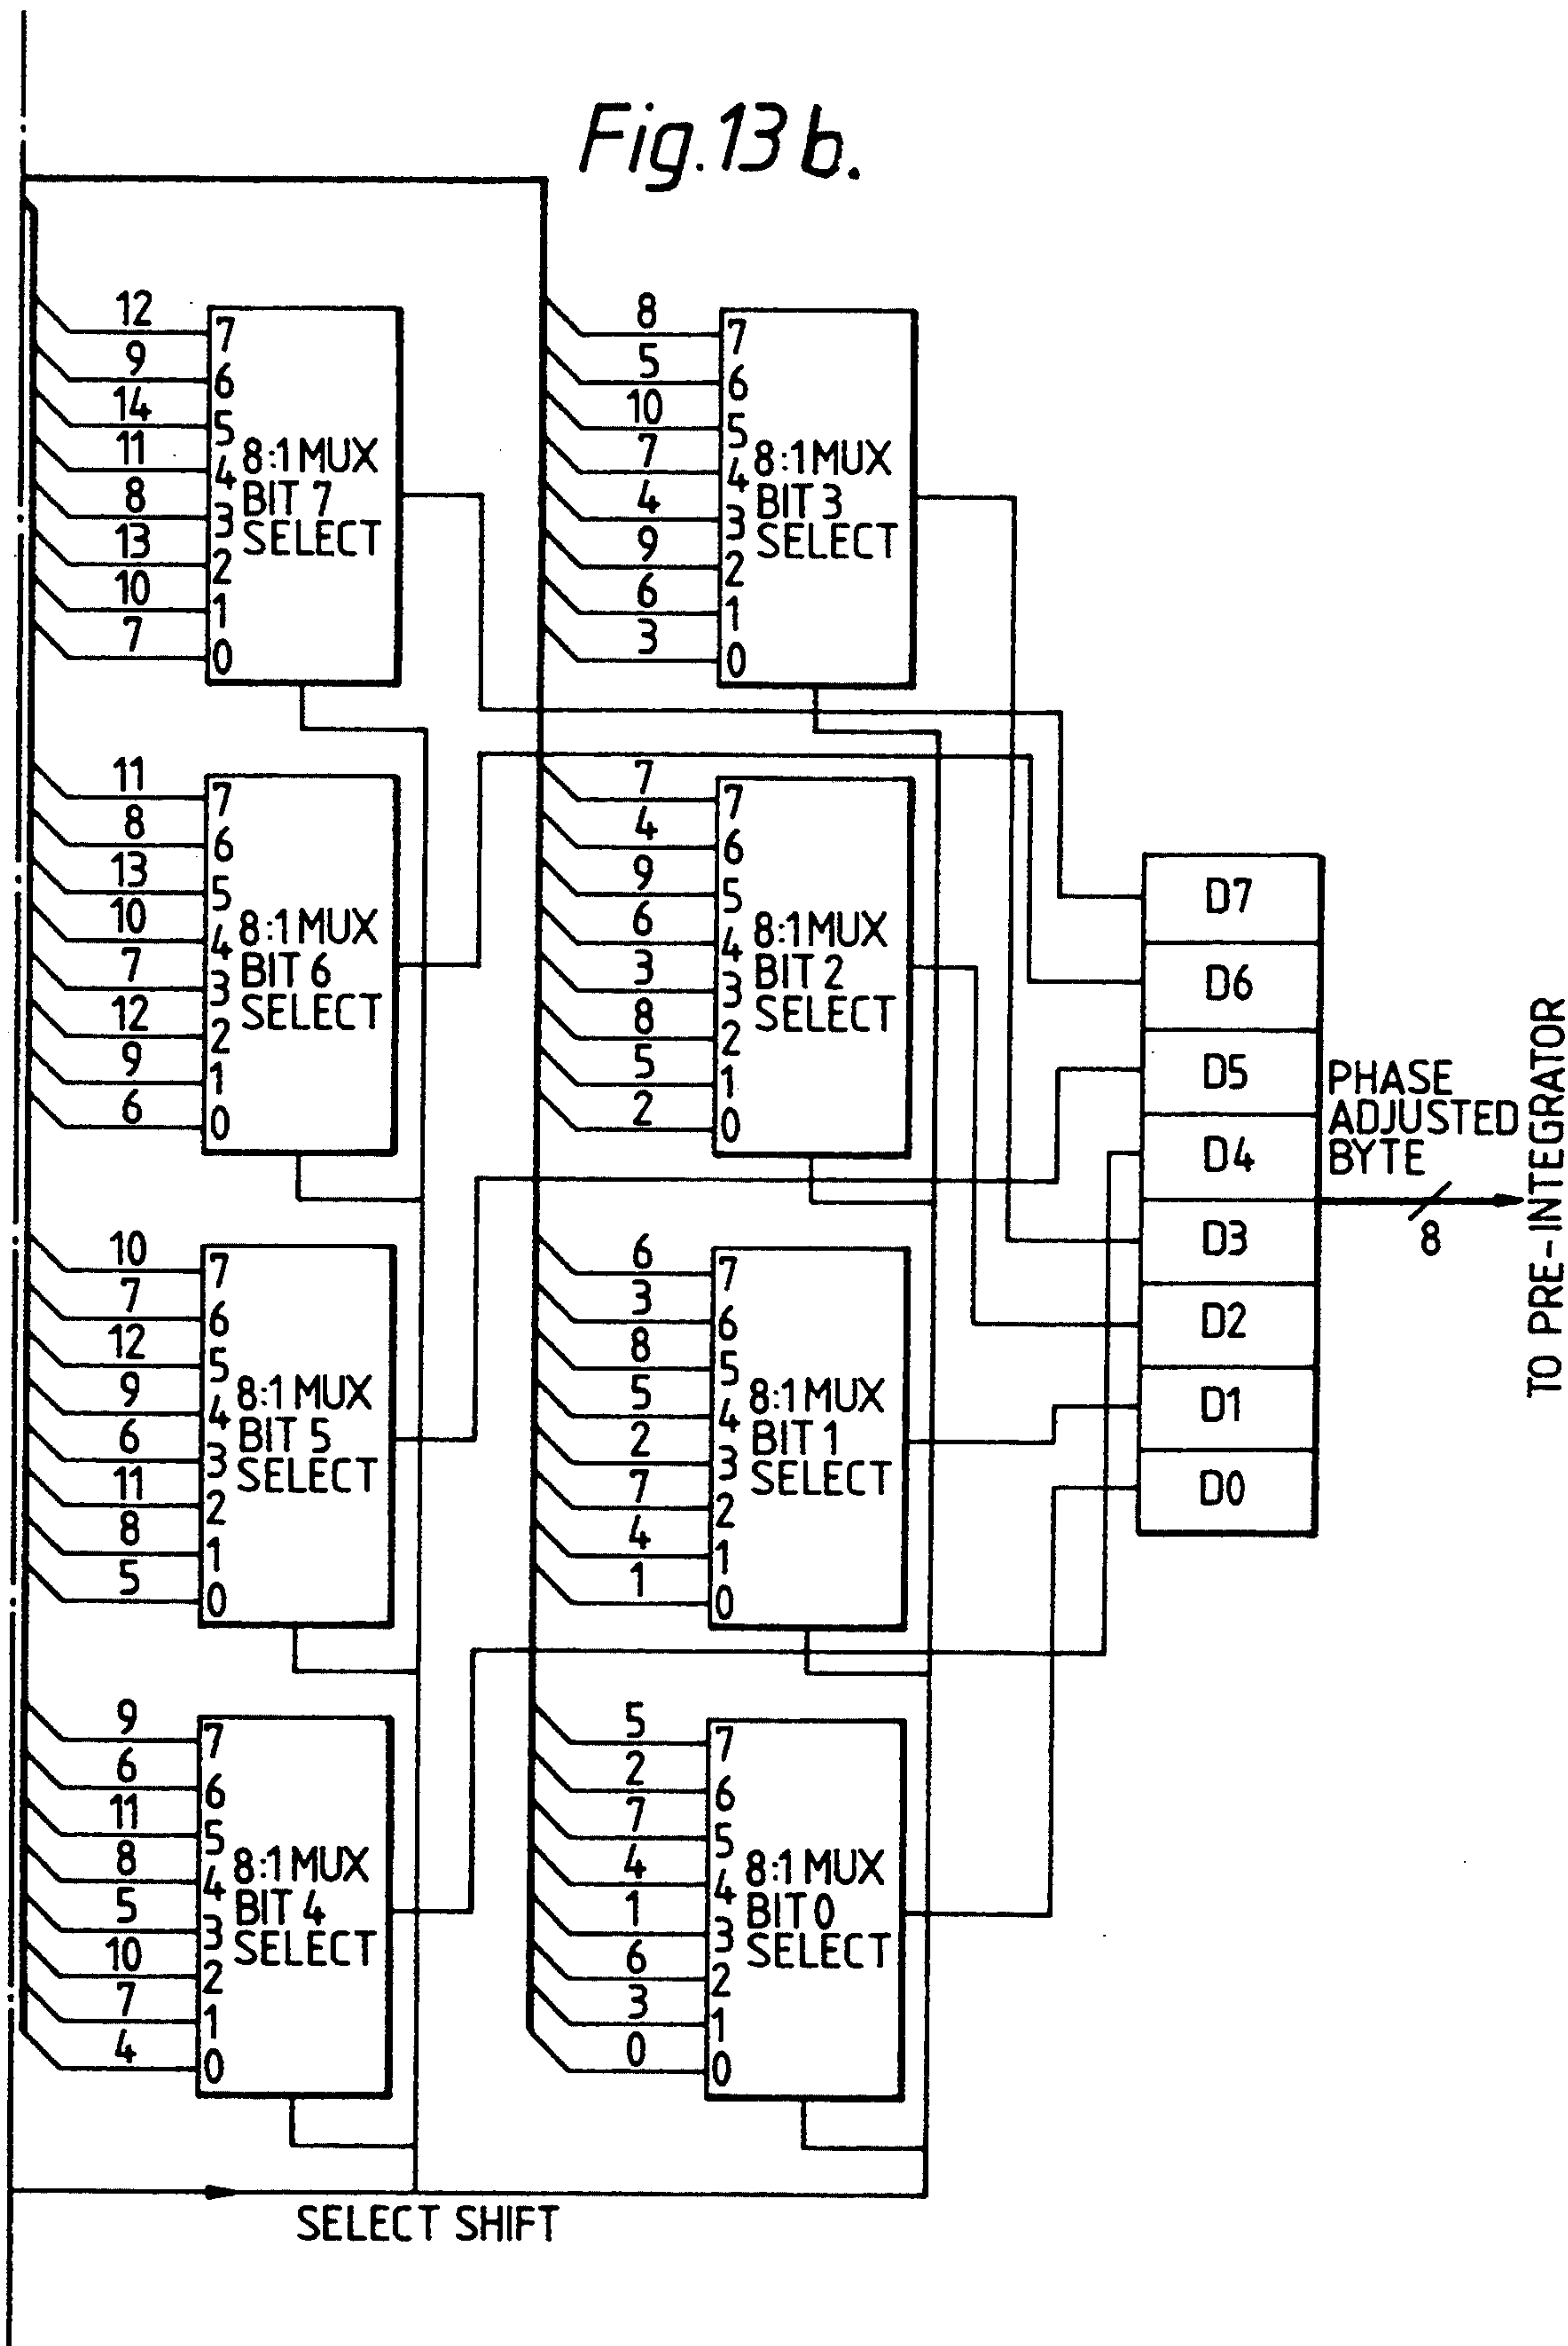 Fig.13 b.
12 7
9 6
14 5
11 4
8 3
13 2
10 1
7 0
8:1 MUX
BIT 7
SELECT
8 7
5 6
10 5
7 4
4 3
9 2
6 1
3 0
8:1 MUX
BIT 3
SELECT
11 7
8 6
13 5
10 4
7 3
12 2
9 1
6 0
8:1 MUX
BIT 6
SELECT
7 7
4 6
9 5
6 4
3 3
8 2
5 1
2 0
8:1 MUX
BIT 2
SELECT
10 7
7 6
12 5
9 4
6 3
11 2
8 1
5 0
8:1 MUX
BIT 5
SELECT
6 7
3 6
8 5
5 4
2 3
7 2
4 1
1 0
8:1 MUX
BIT 1
SELECT
9 7
6 6
11 5
8 4
5 3
10 2
7 1
4 0
8:1 MUX
BIT 4
SELECT
5 7
2 6
7 5
4 4
1 3
6 2
3 1
0 0
8:1 MUX
BIT 0
SELECT
D7
D6
D5
D4
D3
D2
D1
D0
PHASE
ADJUSTED
BYTE
8
TO PRE-INTEGRATOR
SELECT SHIFT